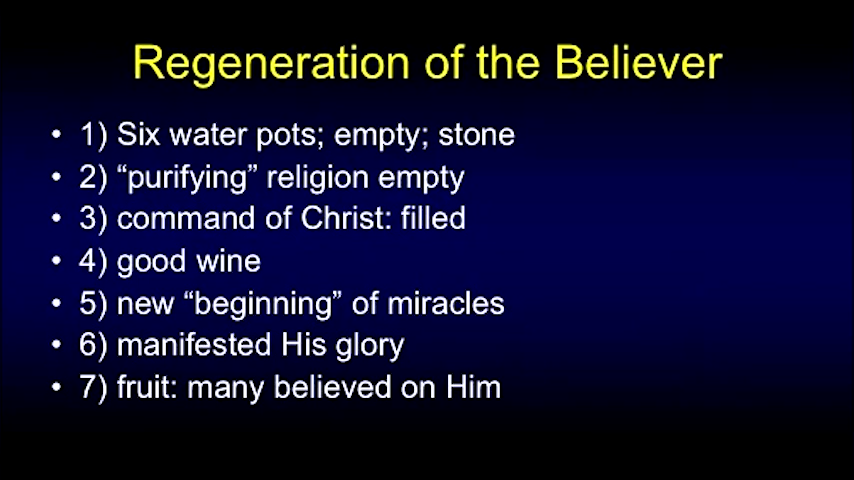 Regeneration of the Believer
• 1) Six water pots; empty; stone
• 2) “purifying” religion empty
• 3) command of Christ: filled
• 4) good wine
• 5) new “beginning” of miracles
• 6) manifested His glory
• 7) fruit: many believed on Him